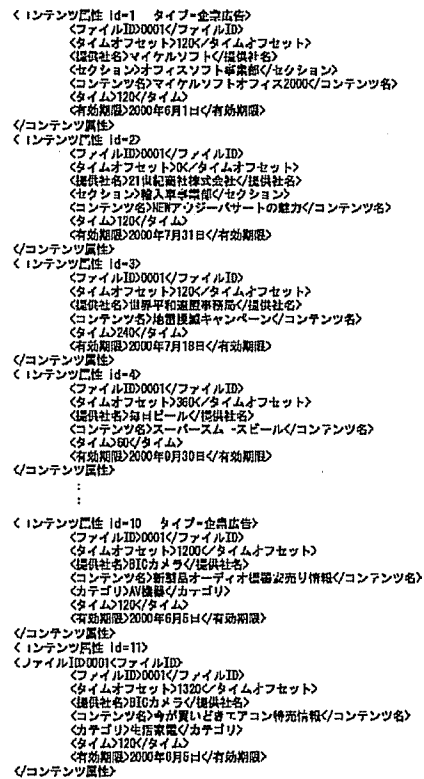 <コンテンツ属性 id=1 タイプ=企業広告>
<ファイルID>0001</ファイルID>
<タイムオフセット>120</タイムオフセット>
<提供社名>マイケルソフト</提供社名>
<セクション>オフィスソフト事業部</セクション>
<コンテンツ名>マイケルソフトオフィス2000</コンテンツ名>
<タイム>120</タイム>
<有効期限>2000年6月1日</有効期限>
</コンテンツ属性>
<コンテンツ属性 id=2>
<ファイルID>0001</ファイルID>
<タイムオフセット>0</タイムオフセット>
<提供社名>21世紀商社株式会社</提供社名>
<セクション>輸入車事業部</セクション>
<コンテンツ名>NEWアウジーパサートの魅力</コンテンツ名>
<タイム>120</タイム>
<有効期限>2000年7月31日</有効期限>
</コンテンツ属性>
<コンテンツ属性 id=3>
<ファイルID>0001</ファイルID>
<タイムオフセット>120</タイムオフセット>
<提供社名>世界平和連盟事務局</提供社名>
<コンテンツ名>地雷撲滅キャンペーン</コンテンツ名>
<タイム>240</タイム>
<有効期限>2000年7月18日</有効期限>
</コンテンツ属性>
<コンテンツ属性 id=4>
<ファイルID>0001</ファイルID>
<タイムオフセット>360</タイムオフセット>
<提供社名>毎日ビール</提供社名>
<コンテンツ名>スーパースムースビール</コンテンツ名>
<タイム>60</タイム>
<有効期限>2000年9月30日</有効期限>
</コンテンツ属性>
:
:
<コンテンツ属性 id=10 タイプ=企業広告>
<ファイルID>0001</ファイルID>
<タイムオフセット>1200</タイムオフセット>
<提供社名>BICカメラ</提供社名>
<コンテンツ名>新製品オーディオ機器安売り情報</コンテンツ名>
<カテゴリ>AV機器</カテゴリ>
<タイム>120</タイム>
<有効期限>2000年6月6日</有効期限>
</コンテンツ属性>
<コンテンツ属性 id=11>
<ファイルID>0001<ファイルID>
<ファイルID>0001</ファイルID>
<タイムオフセット>1320</タイムオフセット>
<提供社名>BICカメラ</提供社名>
<コンテンツ名>今が買いどきエアコン特売情報</コンテンツ名>
<カテゴリ>生活家電</カテゴリ>
<タイム>120</タイム>
<有効期限>2000年6月6日</有効期限>
</コンテンツ属性>